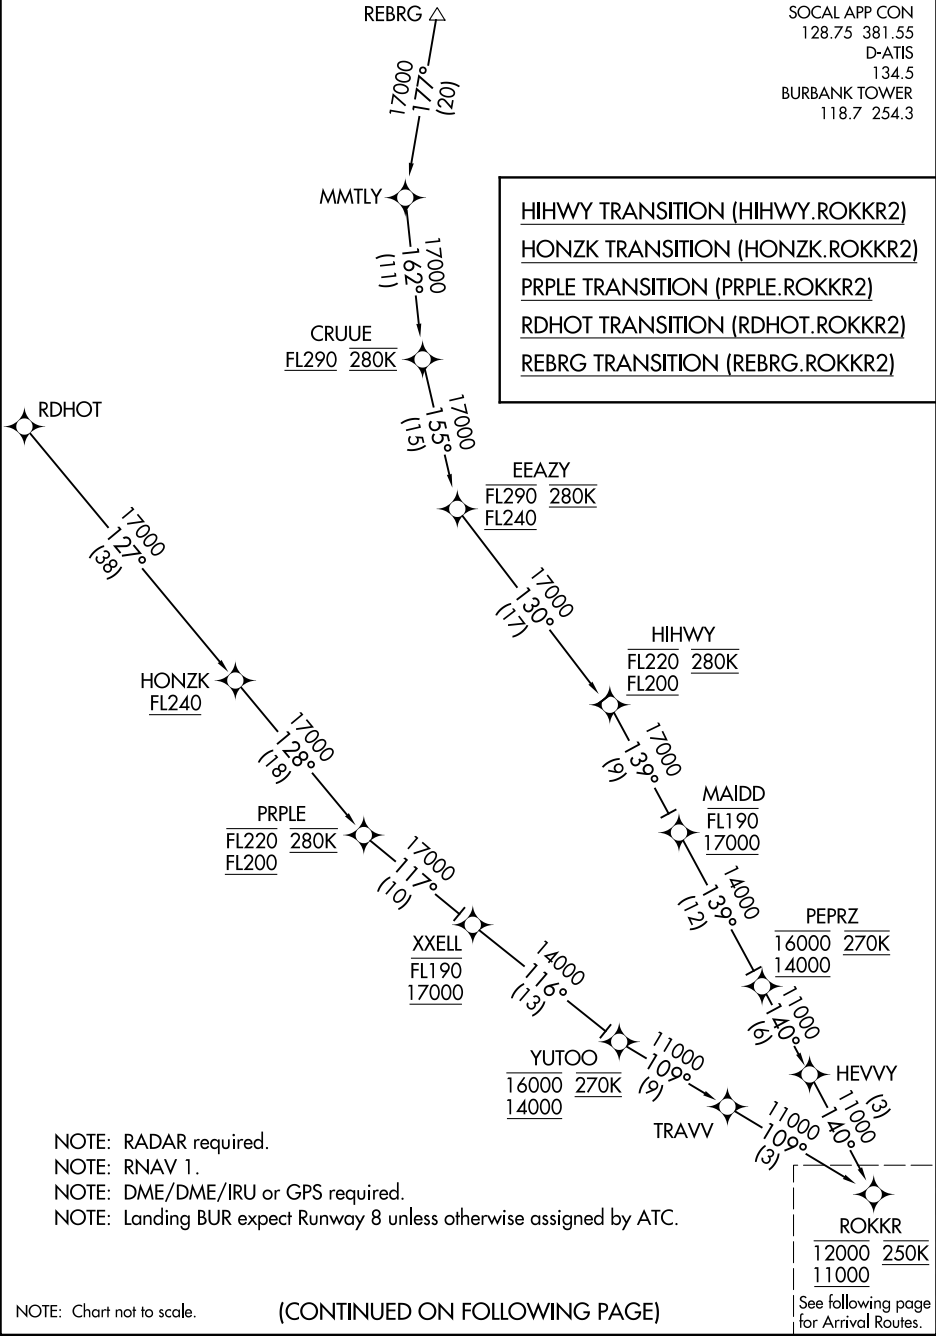 REBRG
SOCAL APP CON
128.75 381.55
D-ATIS
134.5
BURBANK TOWER
118.7 254.3
17000
177°
(20)
MMTLY
HIHWY TRANSITION (HIHWY.ROKKR2)
HONZK TRANSITION (HONZK.ROKKR2)
PRPLE TRANSITION (PRPLE.ROKKR2)
RDHOT TRANSITION (RDHOT.ROKKR2)
REBRG TRANSITION (REBRG.ROKKR2)
17000
162°
(11)
CRUUE
FL290 280K
17000
155°
(15)
RDHOT
EEAZY
FL290 280K
FL240
17000
127°
(38)
17000
130°
(17)
HIHWY
FL220 280K
FL200
HONZK
FL240
17000
128°
(18)
17000
139°
(9)
MAIDD
FL190
17000
PRPLE
FL220 280K
FL200
17000
117°
(10)
14000
139°
(12)
PEPRZ
16000 270K
14000
XXELL
FL190
17000
14000
116°
(13)
11000
140°
(6)
YUTOO
16000 270K
14000
11000
109°
(9)
HEVVY
(3)
11000
140°
TRAVV
11000
109°
(3)
NOTE: RADAR required.
NOTE: RNAV 1.
NOTE: DME/DME/IRU or GPS required.
NOTE: Landing BUR expect Runway 8 unless otherwise assigned by ATC.
ROKKR
12000 250K
11000
See following page
for Arrival Routes.
NOTE: Chart not to scale.
(CONTINUED ON FOLLOWING PAGE)